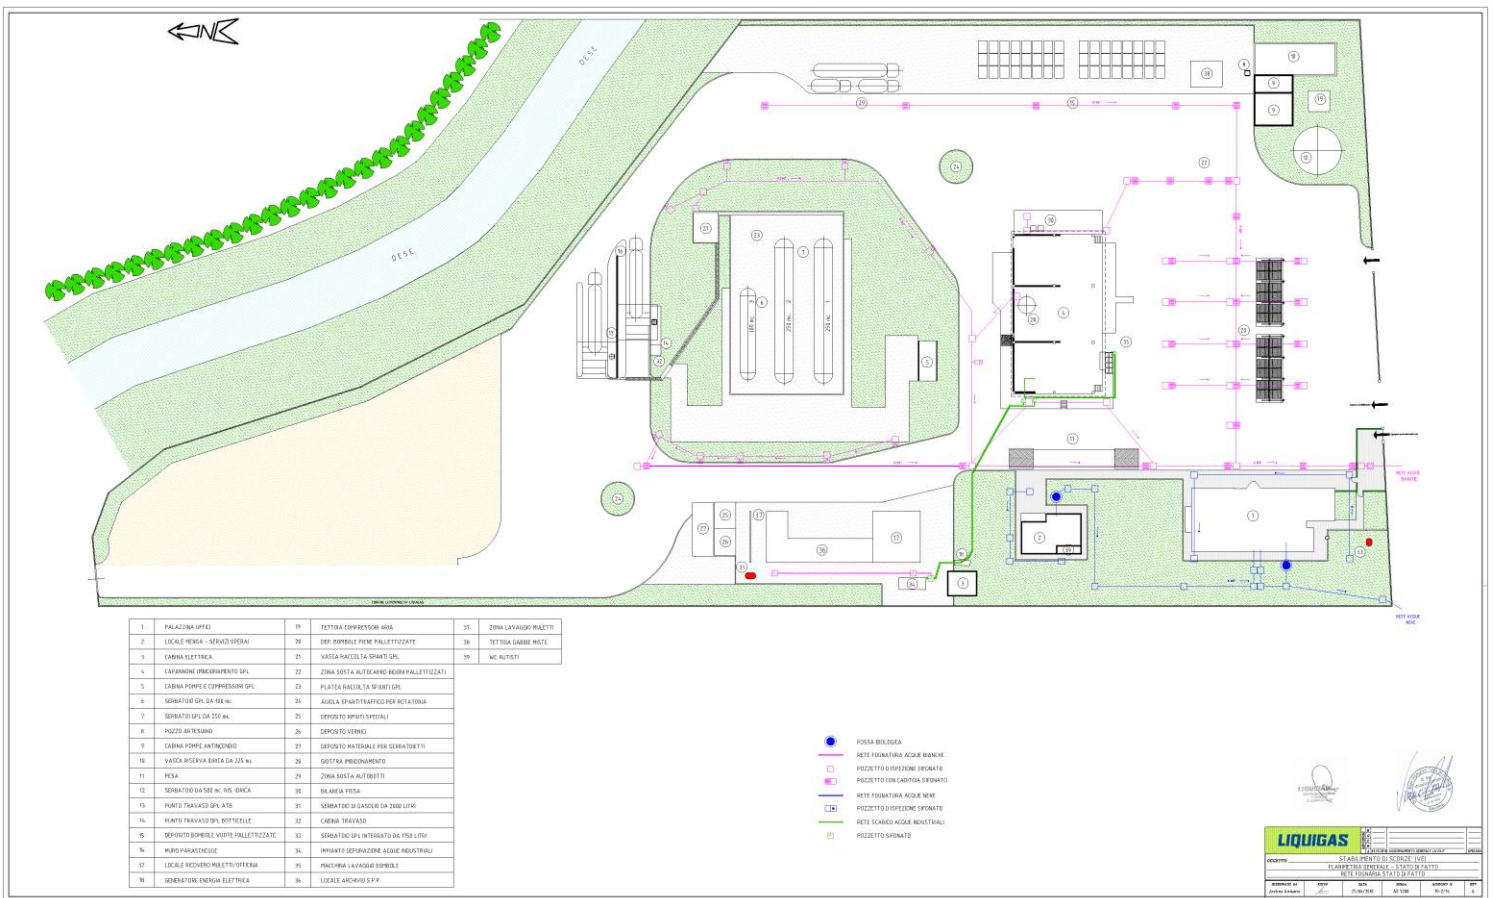 N
DESE
DESE
RETE ACQUE
BIANCHE
RETE ACQUE
NERE
1 PALAZZINA UFFICI
2 LOCALE MENSA - SERVIZI OPERAI
3 CABINA ELETTRICA
4 CAPANNONE IMBIDONAMENTO GPL
5 CABINA POMPE E COMPRESSORI GPL
6 SERBATOIO GPL DA 100 mc.
7 SERBATOI GPL DA 250 mc.
8 POZZO ARTESIANO
9 CABINA POMPE ANTINCENDIO
10 VASCA RISERVA IDRICA DA 225 mc.
11 PESA
12 SERBATOIO DA 500 mc. RIS. IDRICA
13 PUNTO TRAVASO GPL ATB
14 PUNTO TRAVASO GPL BOTTICELLE
15 DEPOSITO BOMBOLE VUOTE PALLETTIZZATE
16 MURO PARASCHEGGE
17 LOCALE RICOVERO MULETTI/OFFICINA
18 GENERATORE ENERGIA ELETTRICA
19 TETTOIA COMPRESSORI ARIA
20 DEP. BOMBOLE PIENE PALLETTIZZATE
21 VASCA RACCOLTA SPANTI GPL
22 ZONA SOSTA AUTOCARRO BIDONI PALLETTIZZATI
23 PLATEA RACCOLTA SPANTI GPL
24 AIUOLA SPARTITRAFFICO PER ROTATORIA
25 DEPOSITO RIFIUTI SPECIALI
26 DEPOSITO VERNICI
27 DEPOSITO MATERIALE PER SERBATOIETTI
28 GIOSTRA IMBIDONAMENTO
29 ZONA SOSTA AUTOBOTTI
30 BILANCIA FISSA
31 SERBATOIO DI GASOLIO DA 2000 LITRI
32 CABINA TRAVASO
33 SERBATOIO GPL INTERRATO DA 1750 LITRI
34 IMPIANTO DEPURAZIONE ACQUE INDUSTRIALI
35 MACCHINA LAVAGGIO BOMBOLE
36 LOCALE ARCHIVIO S.P.P.
37 ZONA LAVAGGIO MULETTI
38 TETTOIA GABBIE MISTE
39 WC AUTISTI
FOSSA BIOLOGICA
RETE FOGNATURA ACQUE BIANCHE
POZZETTO D'ISPEZIONE SIFONATO
POZZETTO CON CADITOIA SIFONATO
RETE FOGNATURA ACQUE NERE
POZZETTO D'ISPEZIONE SIFONATO
RETE SCARICO ACQUE INDUSTRIALI
POZZETTO SIFONATO
LIQUIGAS
OGGETTO:
STABILIMENTO DI SCORZE' (VE)
PLANIMETRIA GENERALE - STATO DI FATTO
RETE FOGNARIA STATO DI FATTO